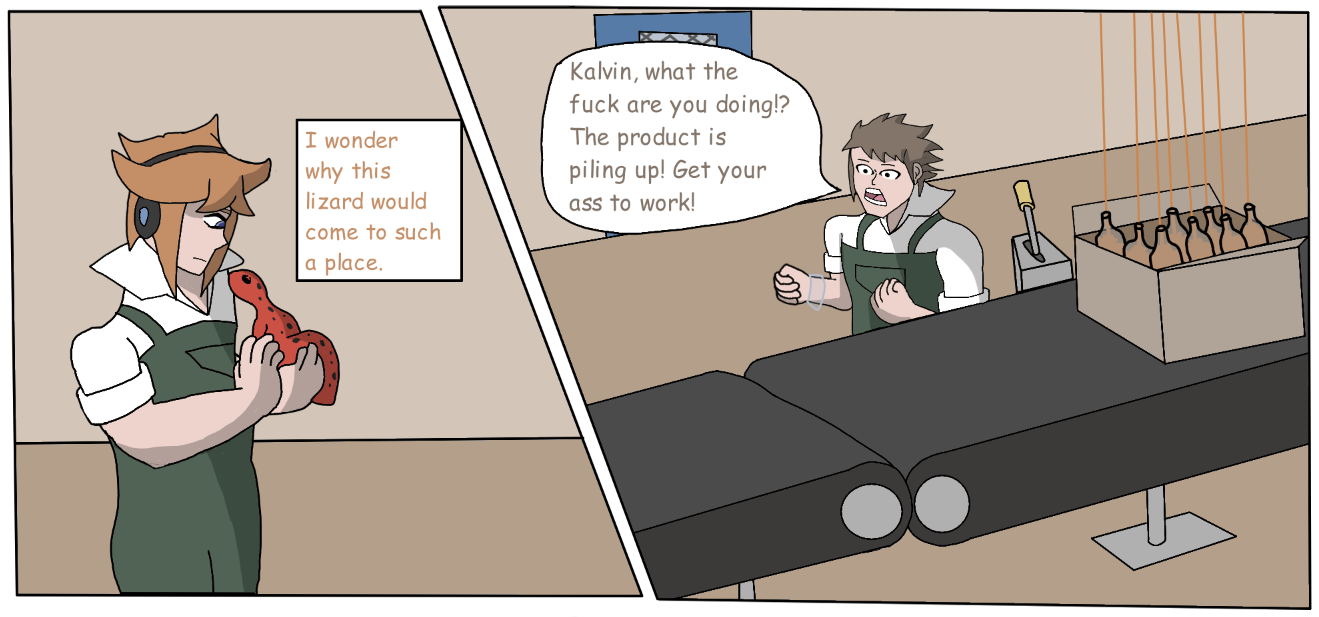 I wonder
why this
lizard would
come to such
a place.
Kalvin, what the
fuck are you doing!?
The product is
piling up! Get your
ass to work!